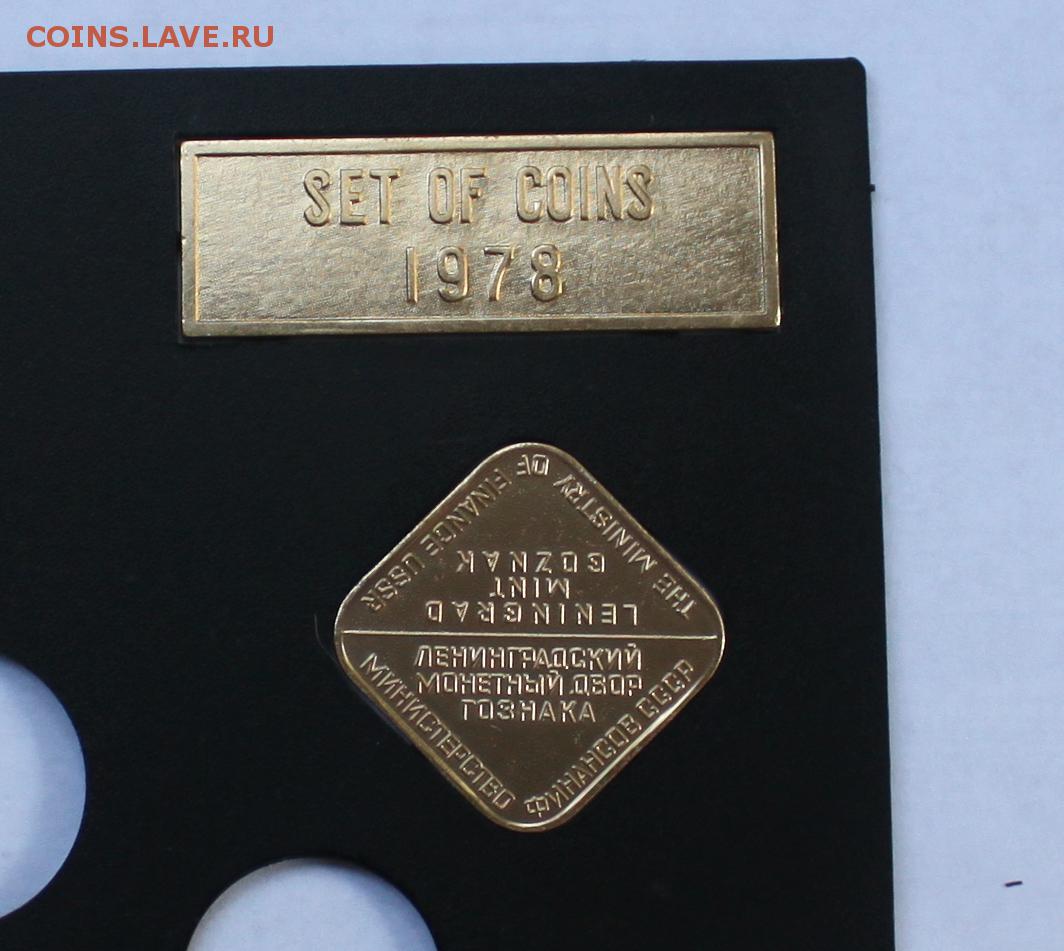 COINS.LAVE.RU
SET OF COINS
1978
THE MINISTRY OF FINANCE USSR
LENINGRAD
MINT
GOZNAK
ЛЕНИНГРАДСКИЙ
МОНЕТНЫЙ ДВОР
ГОЗНАКА
МИНИСТЕРСТВО ФИНАНСОВ СССР